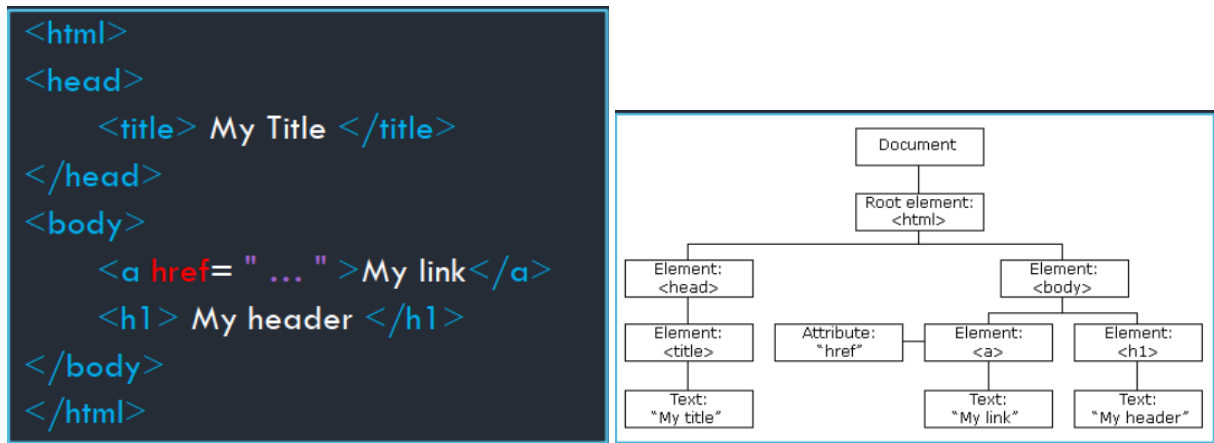 <html>
<head>
<title> My Title </title>
</head>
<body>
<a href= " ... " >My link</a>
<h1> My header </h1>
</body>
</html>
Document
Root element:
<html>
Element:
<head>
Element:
<body>
Element:
<title>
Attribute:
“href”
Element:
<a>
Element:
<h1>
Text:
“My title”
Text:
“My link”
Text:
“My header”